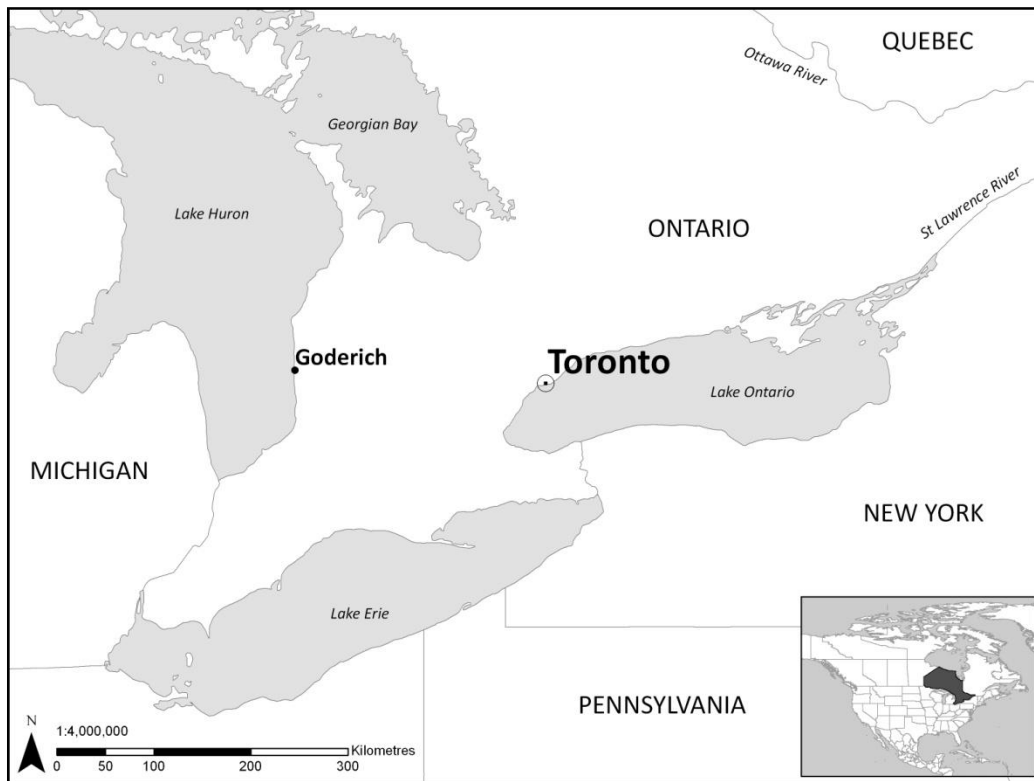 QUEBEC
Ottawa River
Georgian Bay
Lake Huron
St Lawrence River
ONTARIO
Goderich
Toronto
Lake Ontario
MICHIGAN
NEW YORK
Lake Erie
PENNSYLVANIA
N
1:4,000,000
Kilometres
0 50 100 200 300